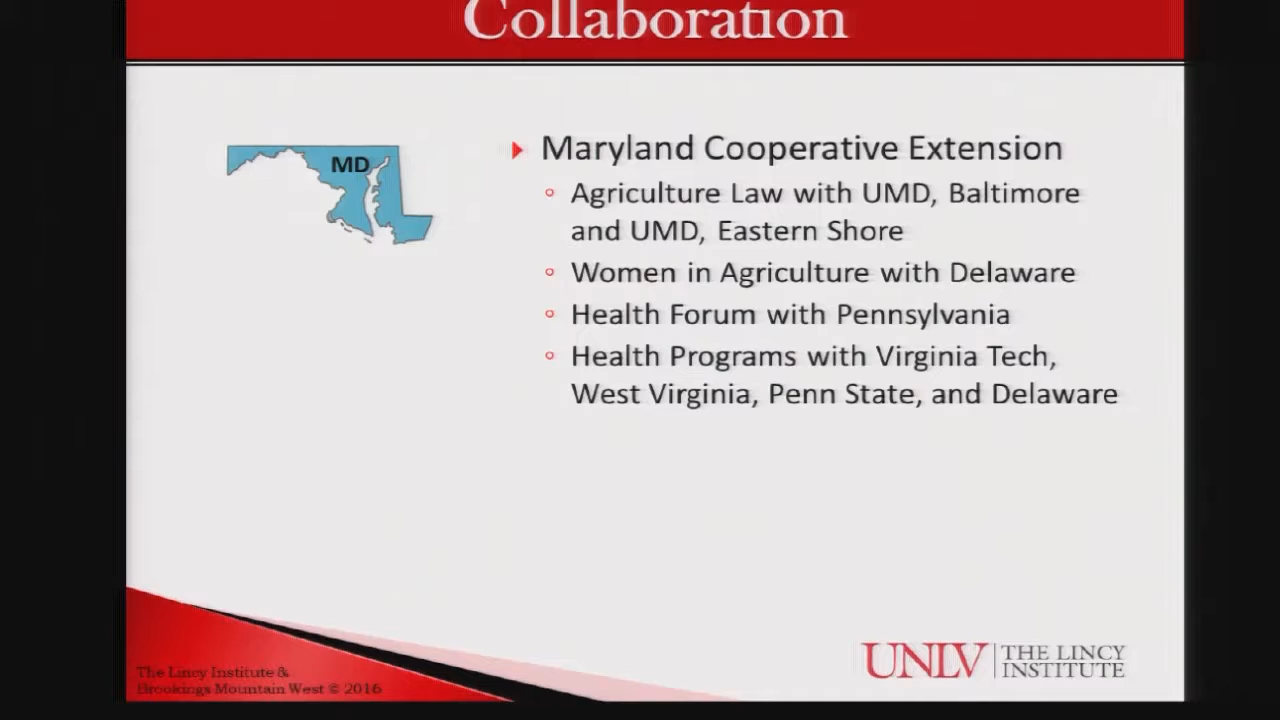 Collaboration
MD
Maryland Cooperative Extension
Agriculture Law with UMD, Baltimore
and UMD, Eastern Shore
Women in Agriculture with Delaware
Health Forum with Pennsylvania
Health Programs with Virginia Tech,
West Virginia, Penn State, and Delaware
The Lincy Institute &
Brookings Mountain West © 2016
UNLV THE LINCY
INSTITUTE